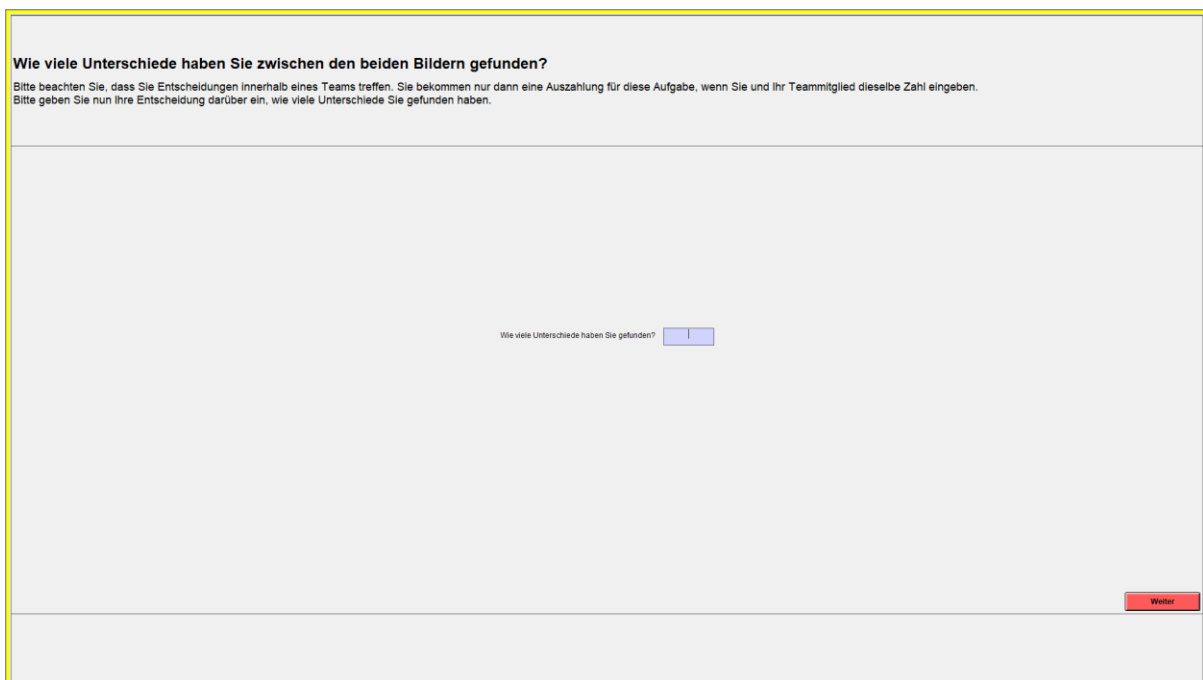 Wie viele Unterschiede haben Sie zwischen den beiden Bildern gefunden?
Bitte beachten Sie, dass Sie Entscheidungen innerhalb eines Teams treffen. Sie bekommen nur dann eine Auszahlung für diese Aufgabe, wenn Sie und Ihr Teammitglied dieselbe Zahl eingeben.
Bitte geben Sie nun Ihre Entscheidung darüber ein, wie viele Unterschiede Sie gefunden haben.
Wie viele Unterschiede haben Sie gefunden?
Weiter